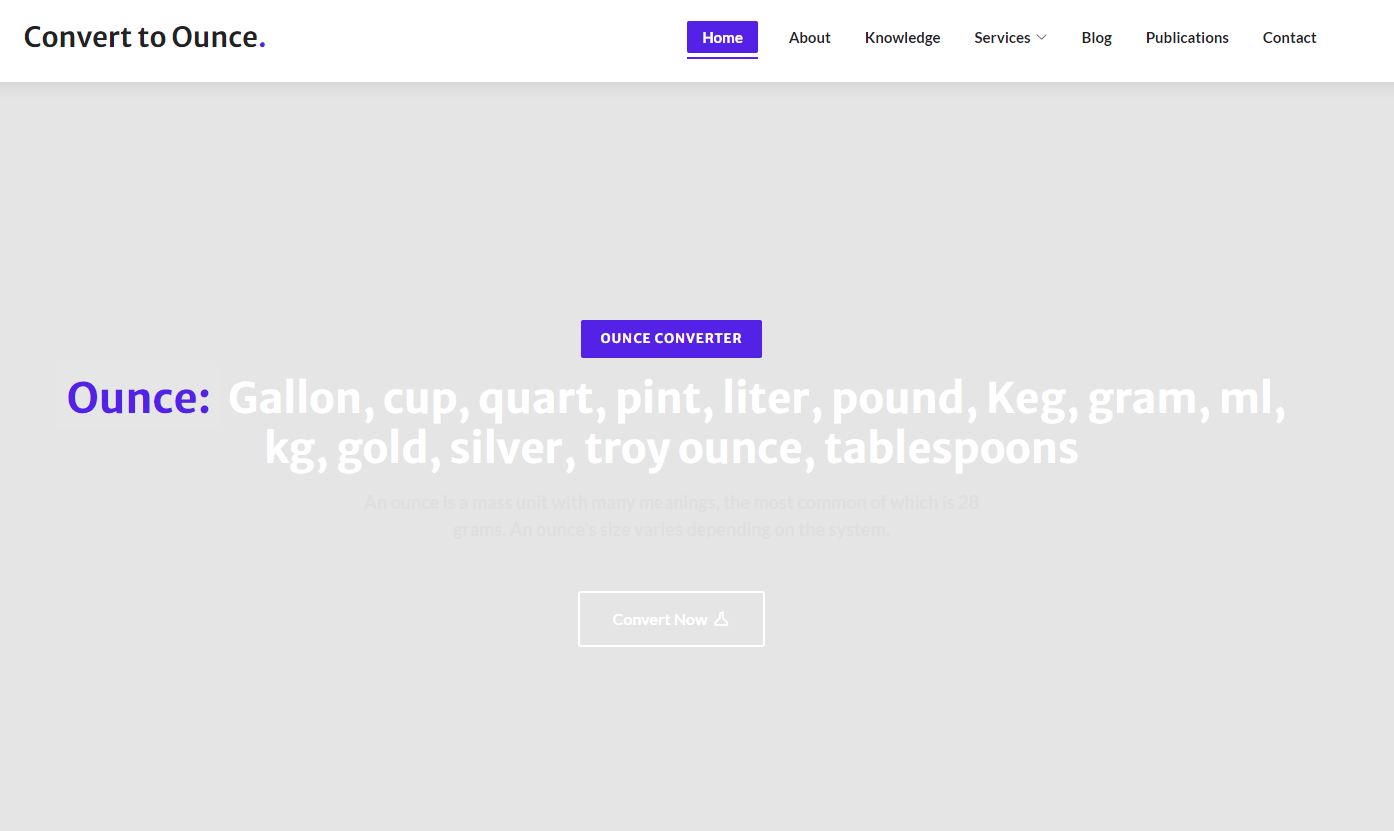 Convert to Ounce.
Home About Knowledge Services Blog Publications Contact
OUNCE CONVERTER
Ounce: Gallon, cup, quart, pint, liter, pound, Keg, gram, ml,
kg, gold, silver, troy ounce, tablespoons
An ounce is a mass unit with many meanings, the most common of which is 28
grams. An ounce's size varies depending on the system.
Convert Now